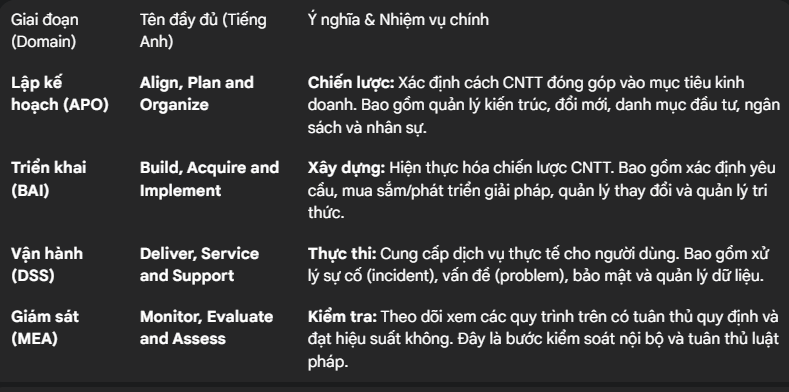 Giai đoạn (Domain)
Tên đầy đủ (Tiếng Anh)
Ý nghĩa & Nhiệm vụ chính
Lập kế hoạch (APO)
Align, Plan and Organize
Chiến lược: Xác định cách CNTT đóng góp vào mục tiêu kinh
doanh. Bao gồm quản lý kiến trúc, đổi mới, danh mục đầu tư, ngân
sách và nhân sự.
Triển khai (BAI)
Build, Acquire and Implement
Xây dựng: Hiện thực hóa chiến lược CNTT. Bao gồm xác định yêu
cầu, mua sắm/phát triển giải pháp, quản lý thay đổi và quản lý tri
thức.
Vận hành (DSS)
Deliver, Service and Support
Thực thi: Cung cấp dịch vụ thực tế cho người dùng. Bao gồm xử
lý sự cố (incident), vấn đề (problem), bảo mật và quản lý dữ liệu.
Giám sát (MEA)
Monitor, Evaluate and Assess
Kiểm tra: Theo dõi xem các quy trình trên có tuân thủ quy định và
đạt hiệu suất không. Đây là bước kiểm soát nội bộ và tuân thủ luật
pháp.